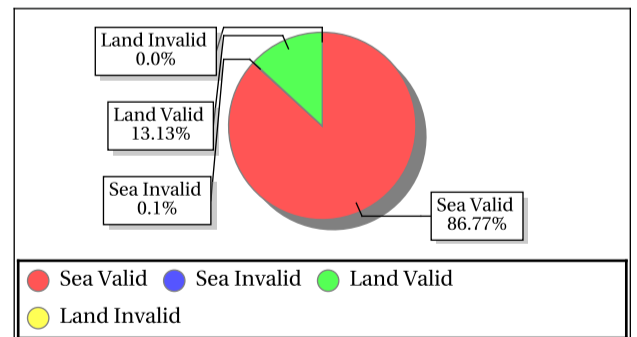 Land Invalid
0.0%
Land Valid
13.13%
Sea Invalid
0.1%
Sea Valid
86.77%
Sea Valid Sea Invalid Land Valid
Land Invalid